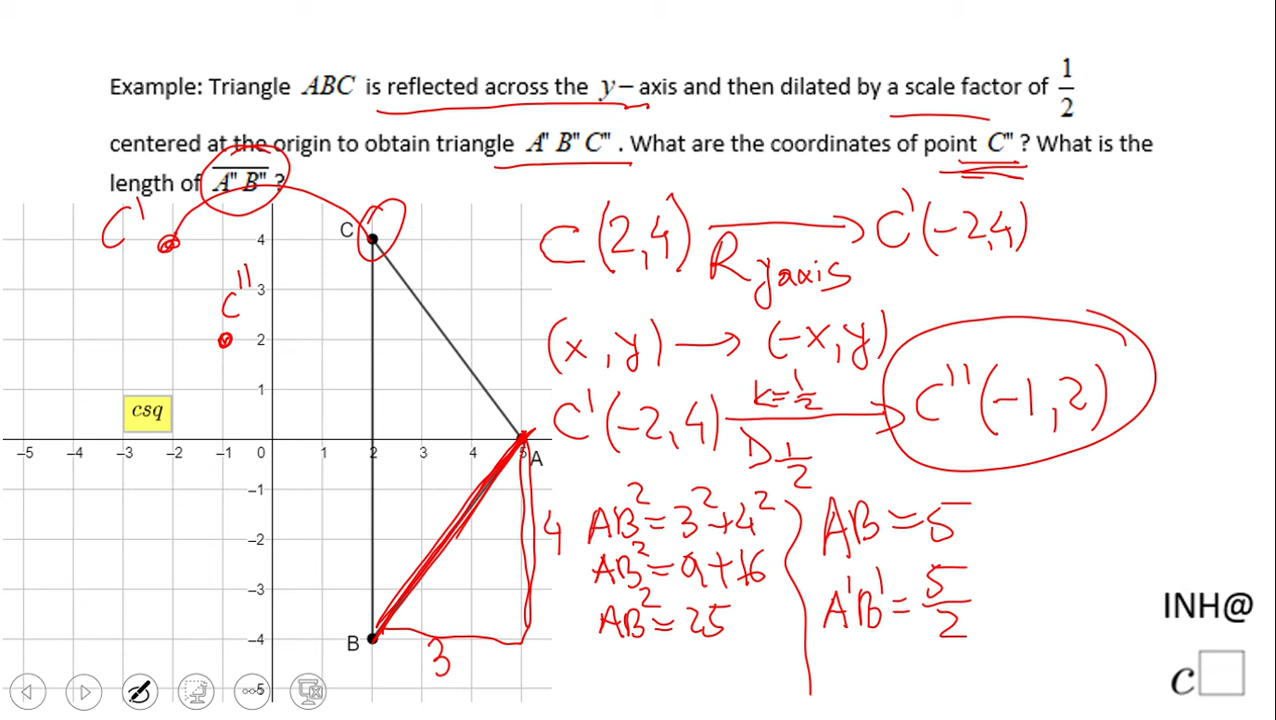 Example: Triangle ABC is reflected across the y– axis and then dilated by a scale factor of 1/2
centered at the origin to obtain triangle A" B" C" . What are the coordinates of point C" ? What is the
length of A" B" ?
C'
C
C (2,4) R y axis C' (-2,4)
C''
(x , y) → (-x, y)
C' (-2, 4) k = 1/2 D 1/2 C'' (-1, 2)
csq
4
3
2
1
-5 -4 -3 -2 -1 0 1 2 3 4 5 A
-1
-2
-3
-4
-5
B
4
3
AB² = 3² + 4²
AB² = 9 + 16
AB² = 25
AB = 5
A'B' = 5/2
INH@
c